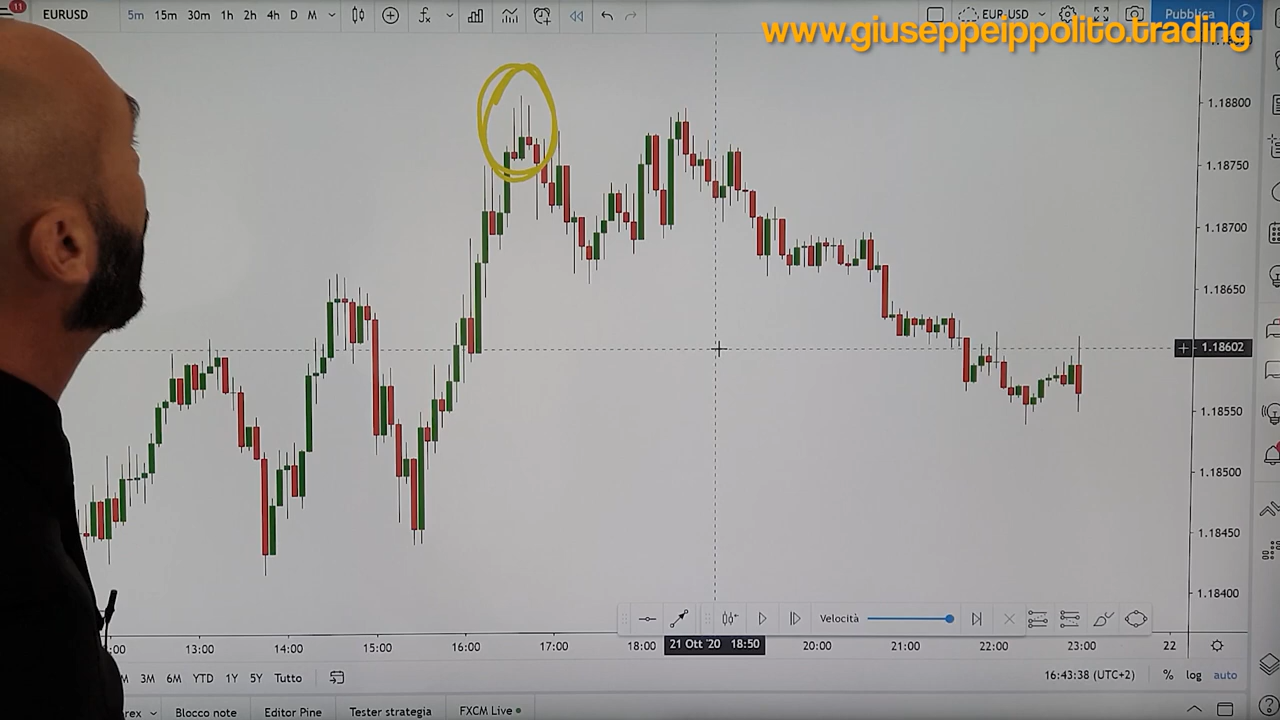 11
EURUSD 5m 15m 30m 1h 2h 4h D M EUR-USD Pubblica
www.giuseppeippolito.trading
1.18800
1.18750
1.18700
1.18650
1.18602
1.18550
1.18500
1.18450
1.18400
Velocità
13:00 14:00 15:00 16:00 17:00 18:00 21 Ott '20 18:50 20:00 21:00 22:00 23:00 22
3M 6M YTD 1Y 5Y Tutto 16:43:38 (UTC+2) % log auto
Blocco note Editor Pine Tester strategia FXCM Live